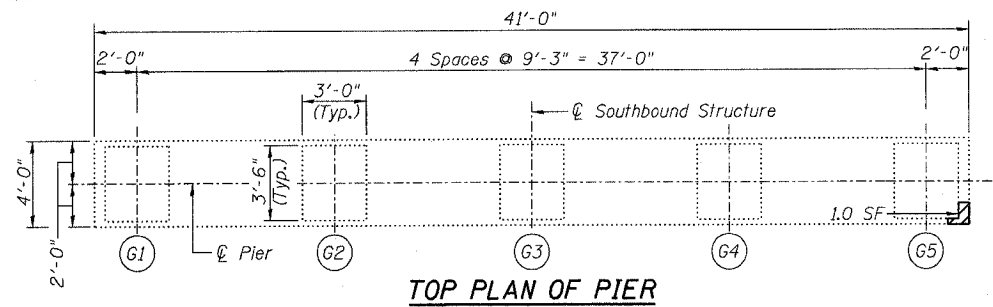 41'-0"
2'-0"
4 Spaces @ 9'-3" = 37'-0"
2'-0"
3'-0"
(Typ.)
℄ Southbound Structure
4'-0"
2'-0"
3'-6"
(Typ.)
1.0 SF
G1
℄ Pier
G2
G3
G4
G5
TOP PLAN OF PIER